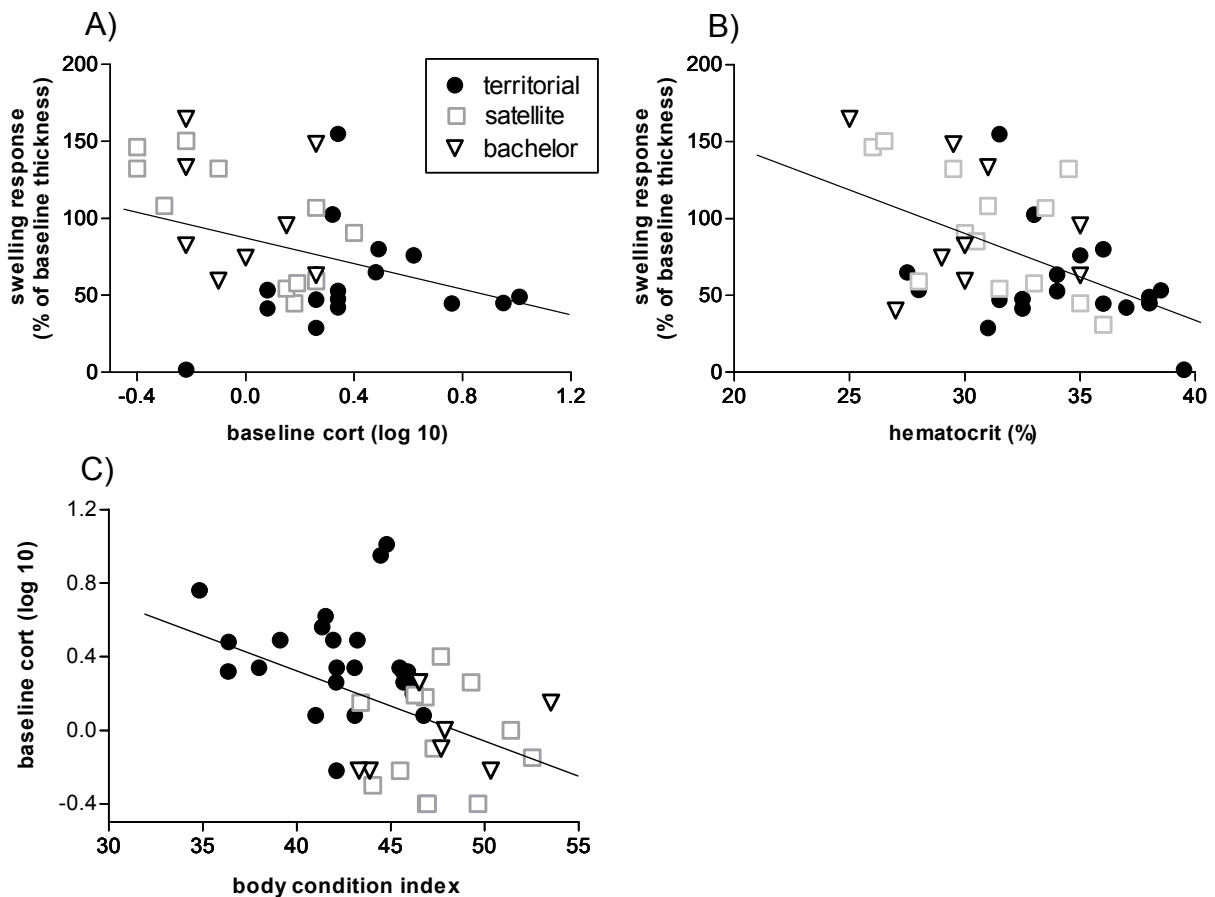 A)
200
150
100
50
0
swelling response
(% of baseline thickness)
-0.4 0.0 0.4 0.8 1.2
baseline cort (log 10)
territorial
satellite
bachelor
B)
200
150
100
50
0
swelling response
(% of baseline thickness)
20 25 30 35 40
hematocrit (%)
C)
1.2
0.8
0.4
0.0
-0.4
baseline cort (log 10)
30 35 40 45 50 55
body condition index